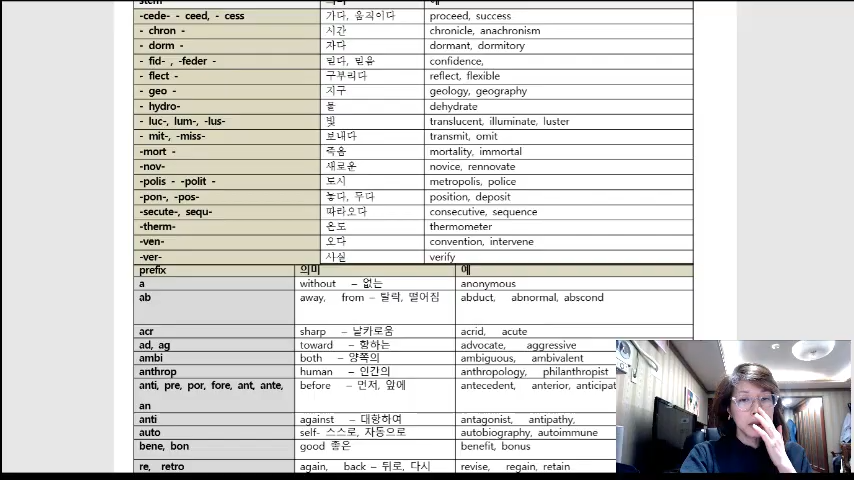 stem 의미 예
-cede- - ceed, - cess 가다, 움직이다 proceed, success
- chron - 시간 chronicle, anachronism
- dorm - 자다 dormant, dormitory
- fid- , -feder - 믿다, 믿음 confidence,
- flect - 구부리다 reflect, flexible
- geo - 지구 geology, geography
- hydro- 물 dehydrate
- luc-, lum-, -lus- 빛 translucent, illuminate, luster
- mit-, -miss- 보내다 transmit, omit
-mort - 죽음 mortality, immortal
-nov- 새로운 novice, rennovate
-polis - -polit - 도시 metropolis, police
-pon-, -pos- 놓다, 두다 position, deposit
-secute-, sequ- 따라오다 consecutive, sequence
-therm- 온도 thermometer
-ven- 오다 convention, intervene
-ver- 사실 verify
prefix 의미 예
a without – 없는 anonymous
ab away, from – 탈락, 떨어짐 abduct, abnormal, abscond
acr sharp – 날카로움 acrid, acute
ad, ag toward – 향하는 advocate, aggressive
ambi both – 양쪽의 ambiguous, ambivalent
anthrop human – 인간의 anthropology, philanthropist
anti, pre, por, fore, ant, ante, before – 먼저, 앞에 antecedent, anterior, anticipat
an
anti against – 대항하여 antagonist, antipathy,
auto self- 스스로, 자동으로 autobiography, autoimmune
bene, bon good 좋은 benefit, bonus
re, retro again, back – 뒤로, 다시 revise, regain, retain